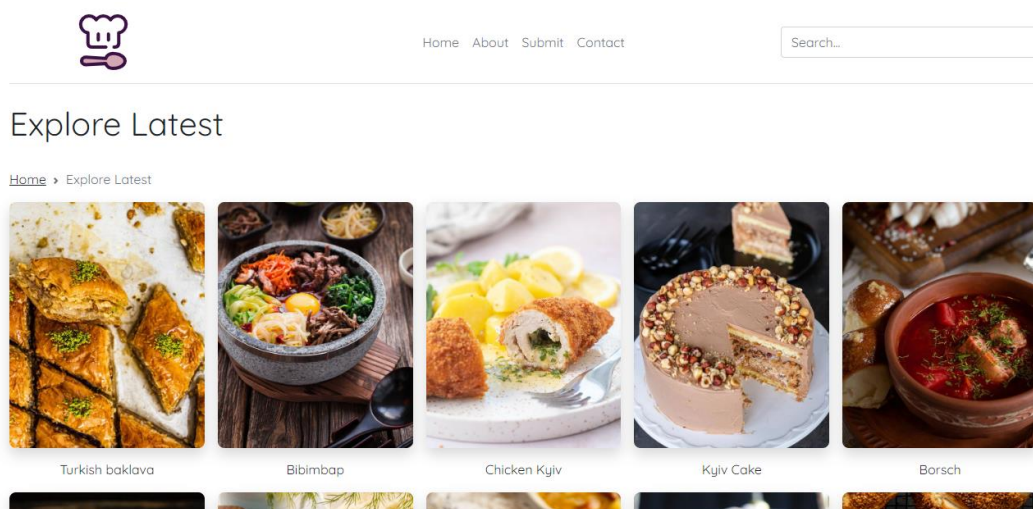 Home About Submit Contact Search...
Explore Latest
Home › Explore Latest
Turkish baklava Bibimbap Chicken Kyiv Kyiv Cake Borsch